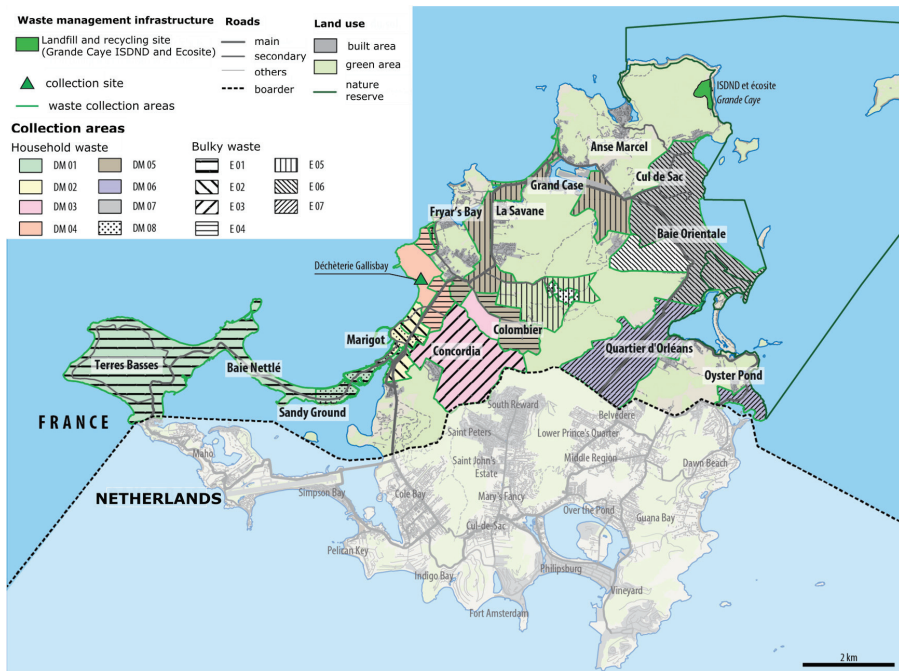 Waste management infrastructure
Landfill and recycling site
(Grande Caye ISDND and Ecosite)
collection site
waste collection areas
Roads
main
secondary
others
boarder
Land use
built area
green area
nature
reserve
Collection areas
Household waste
DM 01
DM 02
DM 03
DM 04
DM 05
DM 06
DM 07
DM 08
Bulky waste
E 01
E 02
E 03
E 04
E 05
E 06
E 07
ISDND et écosite
Grande Caye
Anse Marcel
Cul de Sac
Grand Case
Fryar's Bay
La Savane
Baie Orientale
Déchèterie Gallisbay
Marigot
Colombier
Concordia
Quartier d'Orléans
Terres Basses
Baie Nettlé
Oyster Pond
Sandy Ground
FRANCE
South Reward
Belvedere
Saint Peters
Lower Prince's Quarter
Maho
Saint John's
Estate
Middle Region
Dawn Beach
NETHERLANDS
Simpson Bay
Cole Bay
Mary's Fancy
Over the Pond
Guana Bay
Cul-de-Sac
Pelican Key
Indigo Bay
Philipsburg
Vineyard
Fort Amsterdam
2 km